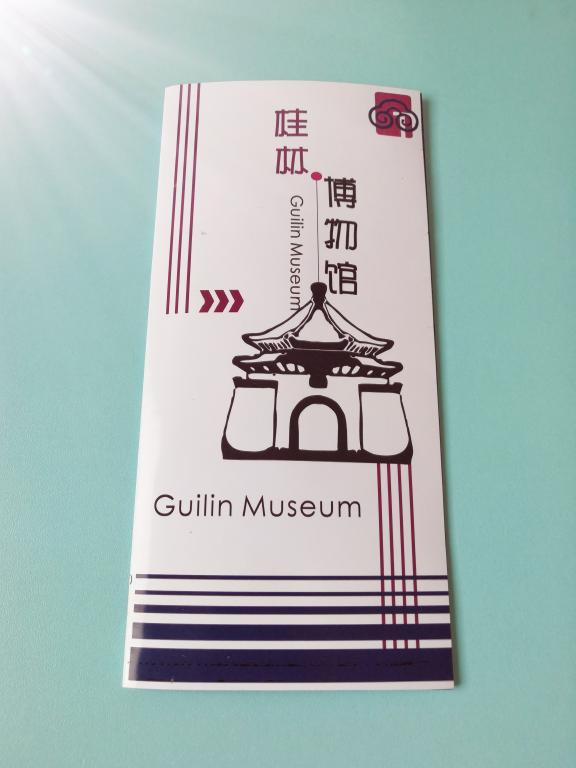 桂林
博物馆
Guilin Museum
Guilin Museum